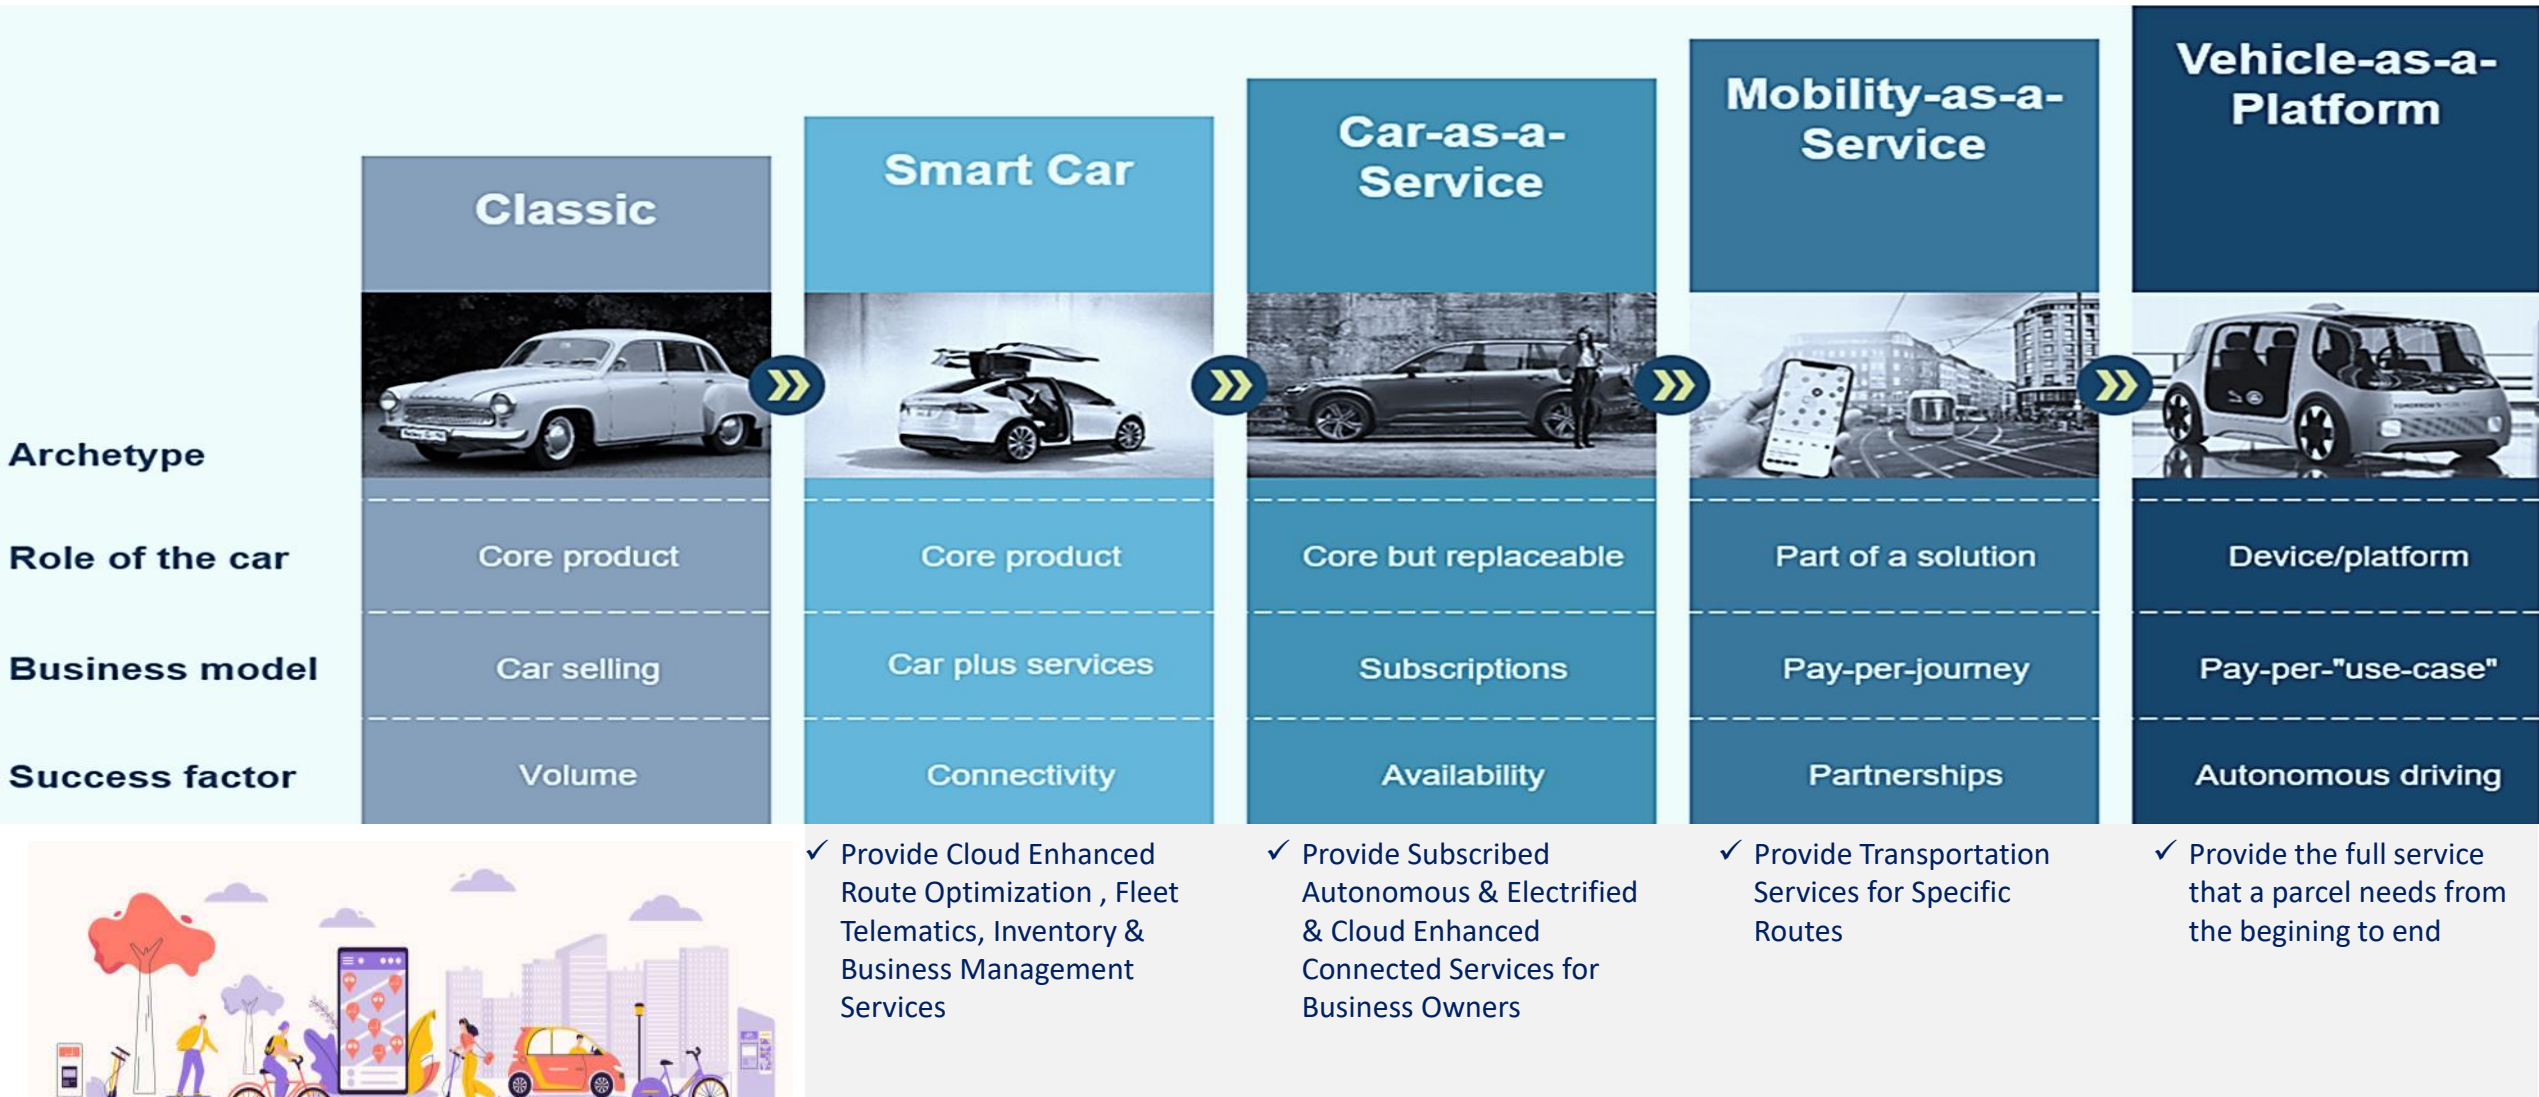 Classic
Smart Car
Car-as-a-
Service
Mobility-as-a-
Service
Vehicle-as-a-
Platform
Archetype
Role of the car
Core product
Core product
Core but replaceable
Part of a solution
Device/platform
Business model
Car selling
Car plus services
Subscriptions
Pay-per-journey
Pay-per-"use-case"
Success factor
Volume
Connectivity
Availability
Partnerships
Autonomous driving
✓ Provide Cloud Enhanced
Route Optimization , Fleet
Telematics, Inventory &
Business Management
Services
✓ Provide Subscribed
Autonomous & Electrified
& Cloud Enhanced
Connected Services for
Business Owners
✓ Provide Transportation
Services for Specific
Routes
✓ Provide the full service
that a parcel needs from
the begining to end